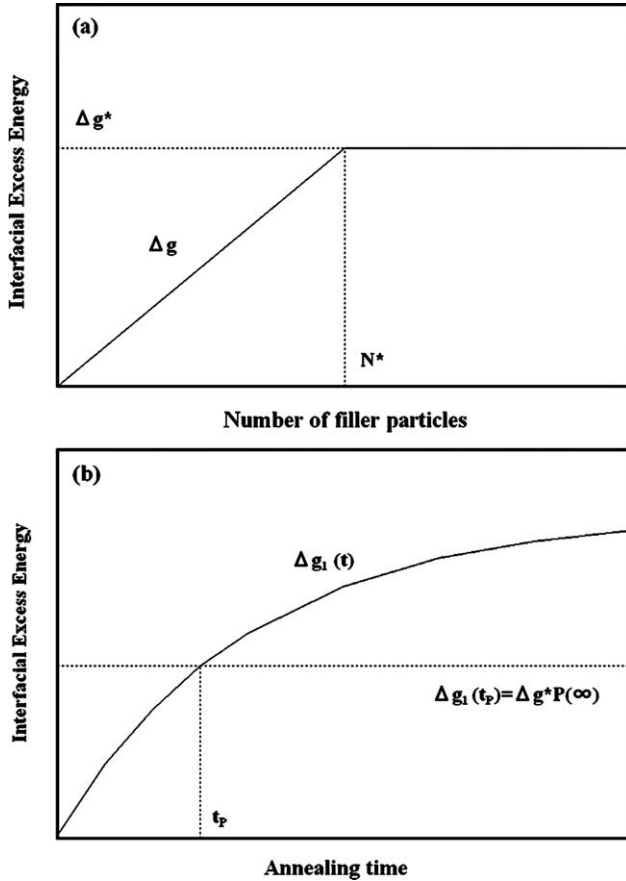 (a)
Interfacial Excess Energy
Δg*
Δg
N*
Number of filler particles
(b)
Interfacial Excess Energy
Δg₁(t)
Δg₁(tₚ)=Δg*P(∞)
tₚ
Annealing time